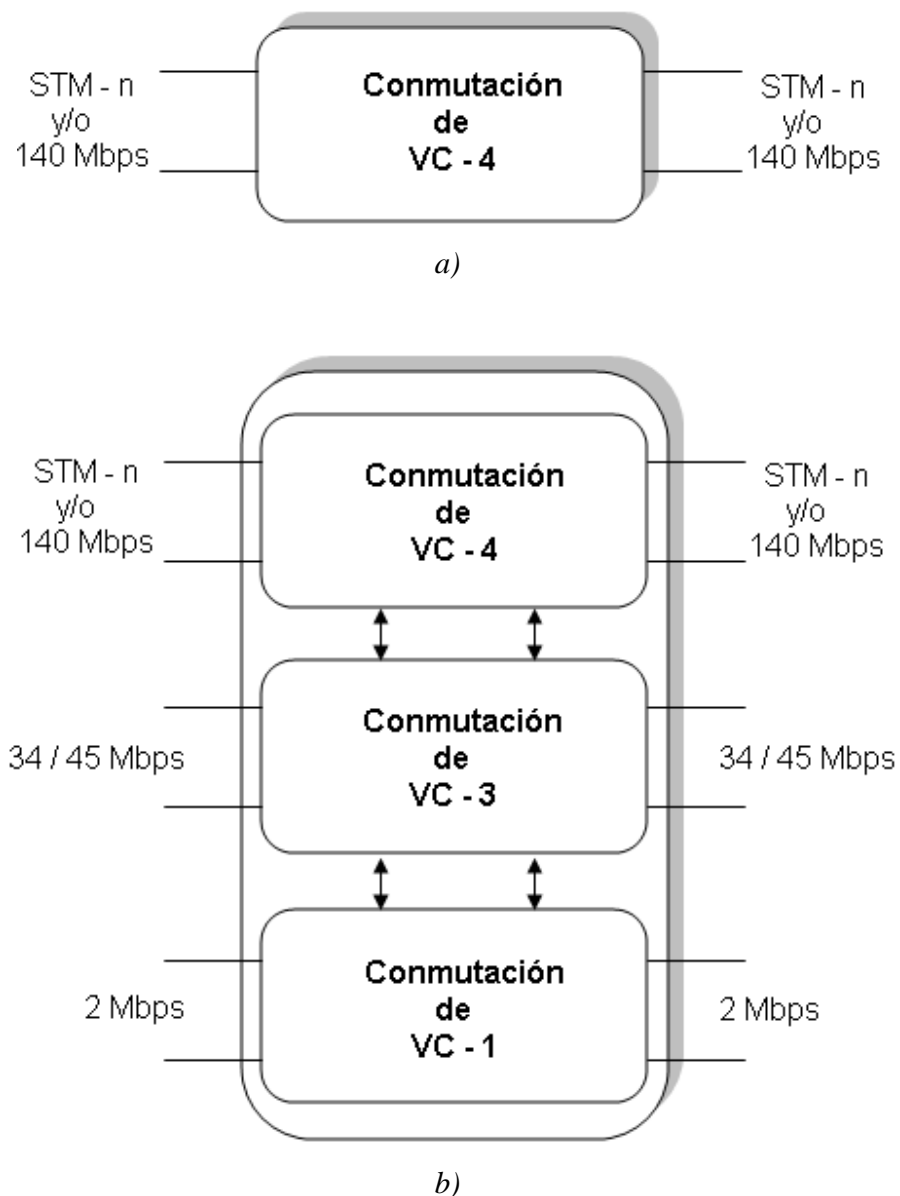 STM - n
y/o
140 Mbps
Conmutación
de
VC - 4
STM - n
y/o
140 Mbps
a)
STM - n
y/o
140 Mbps
Conmutación
de
VC - 4
STM - n
y/o
140 Mbps
34 / 45 Mbps
Conmutación
de
VC - 3
34 / 45 Mbps
2 Mbps
Conmutación
de
VC - 1
2 Mbps
b)